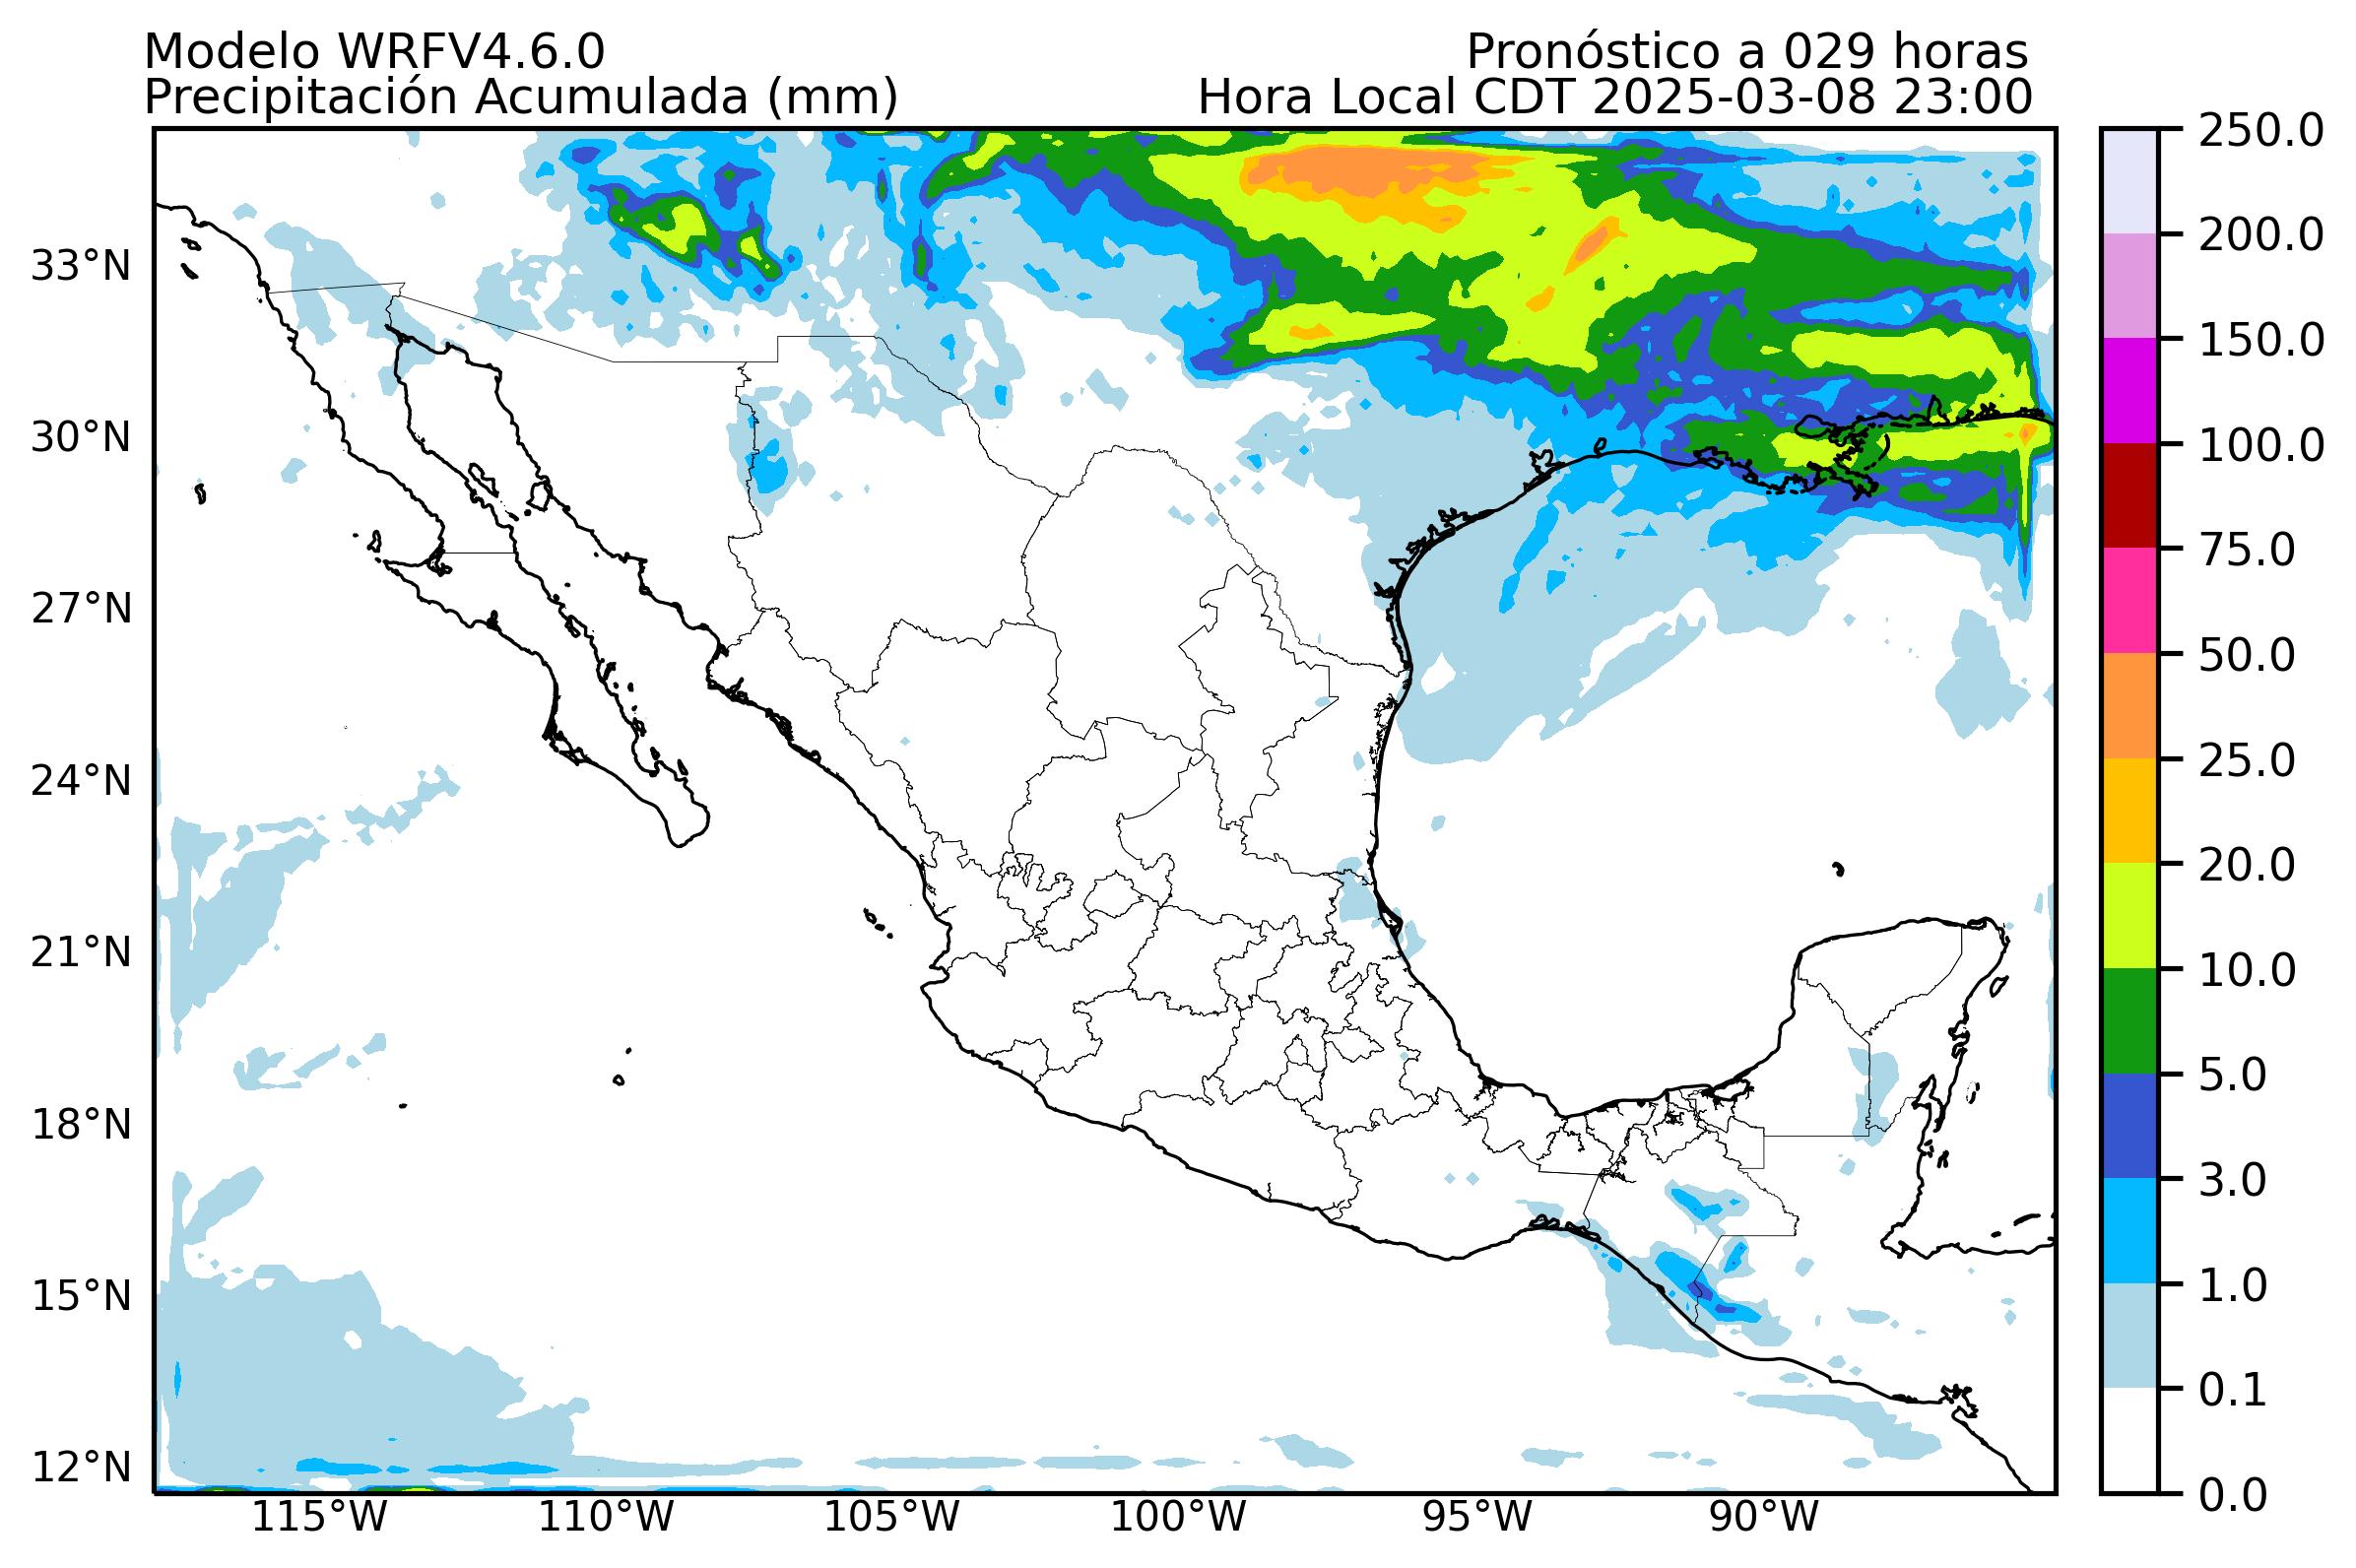 Modelo WRFV4.6.0
Pronóstico a 029 horas
Precipitación Acumulada (mm)
Hora Local CDT 2025-03-08 23:00
250.0
200.0
150.0
100.0
75.0
50.0
25.0
20.0
10.0
5.0
3.0
1.0
0.1
0.0
33°N
30°N
27°N
24°N
21°N
18°N
15°N
12°N
115°W
110°W
105°W
100°W
95°W
90°W